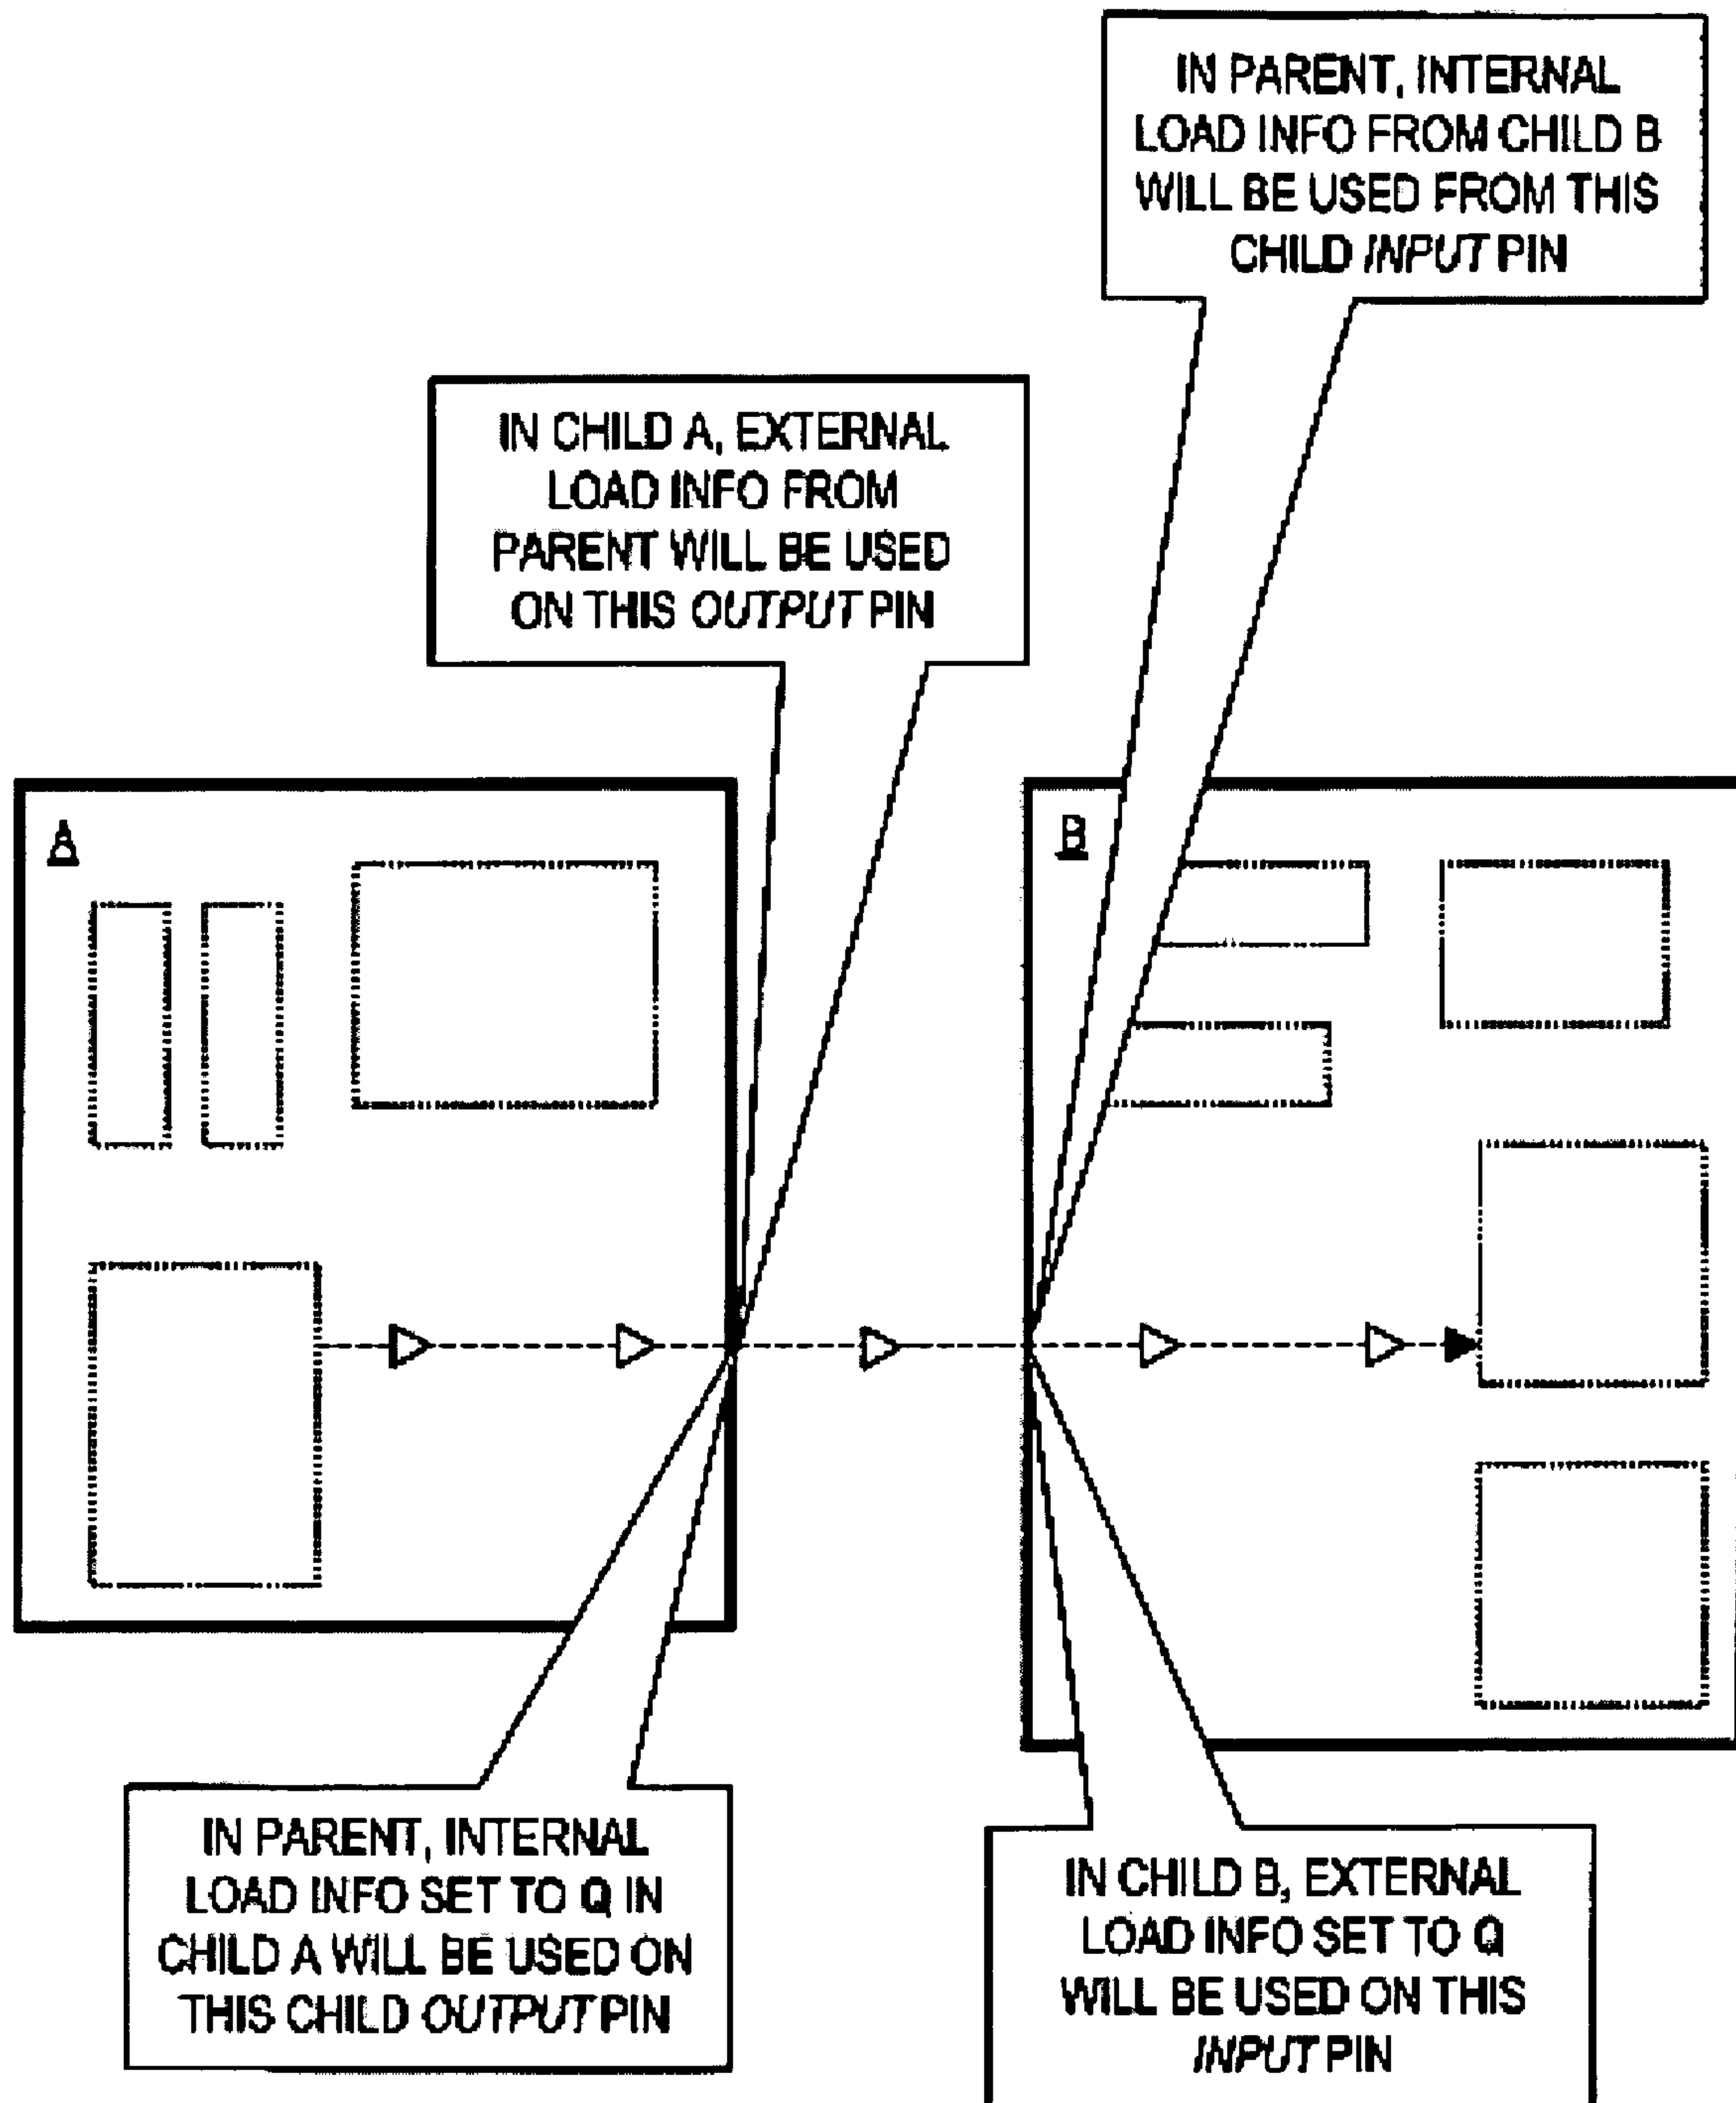 IN PARENT, INTERNAL
LOAD INFO FROM CHILD B
WILL BE USED FROM THIS
CHILD INPUT PIN
IN CHILD A, EXTERNAL
LOAD INFO FROM
PARENT WILL BE USED
ON THIS OUTPUT PIN
A
B
IN PARENT, INTERNAL
LOAD INFO SET TO Q IN
CHILD A WILL BE USED ON
THIS CHILD OUTPUT PIN
IN CHILD B, EXTERNAL
LOAD INFO SET TO Q
WILL BE USED ON THIS
INPUT PIN